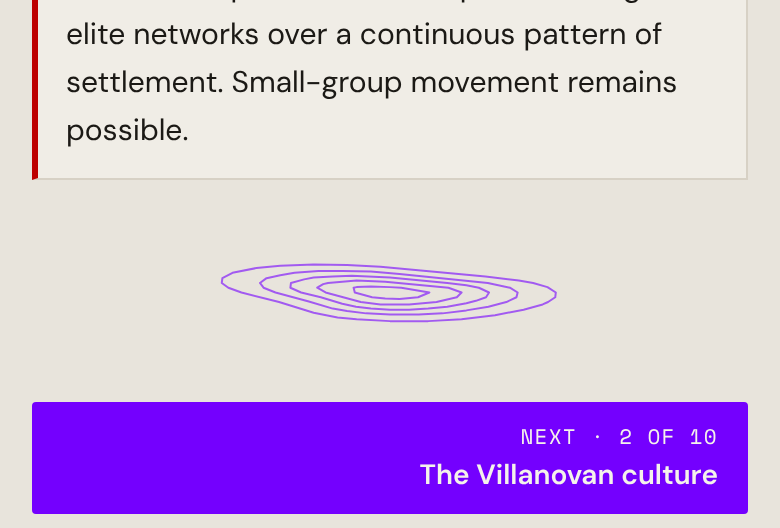 elite networks over a continuous pattern of
settlement. Small-group movement remains
possible.
NEXT · 2 OF 10
The Villanovan culture